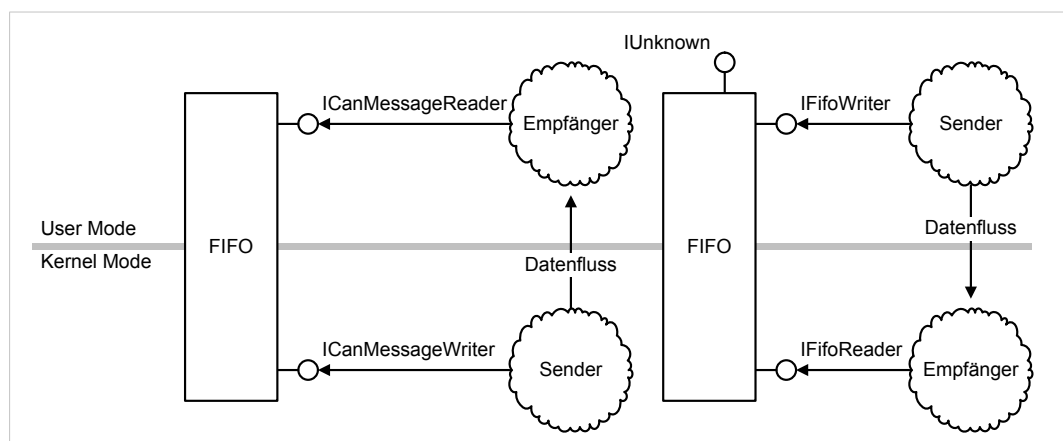 IUnknown
ICanMessageReader
Empfänger
IFifoWriter
Sender
User Mode
FIFO
Datenfluss
FIFO
Datenfluss
Kernel Mode
ICanMessageWriter
Sender
IFifoReader
Empfänger